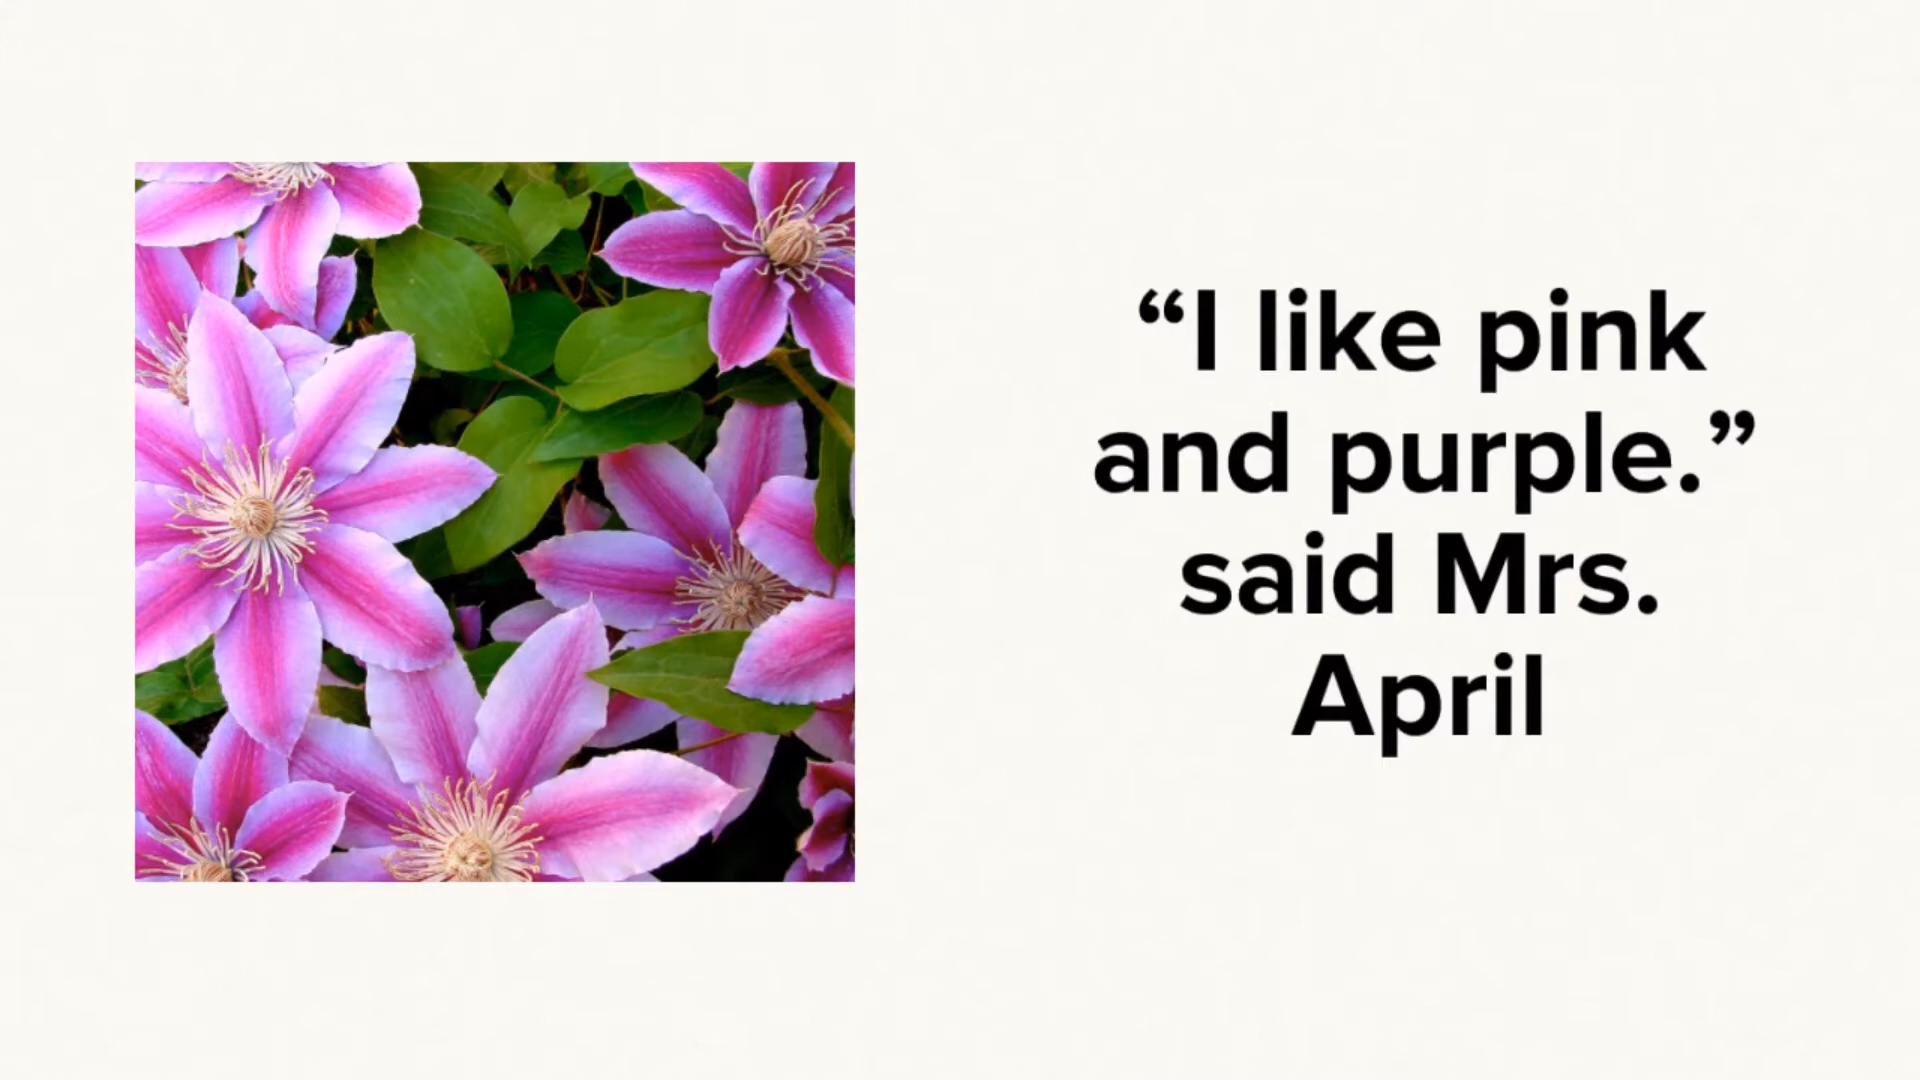 “I like pink
and purple.”
said Mrs.
April